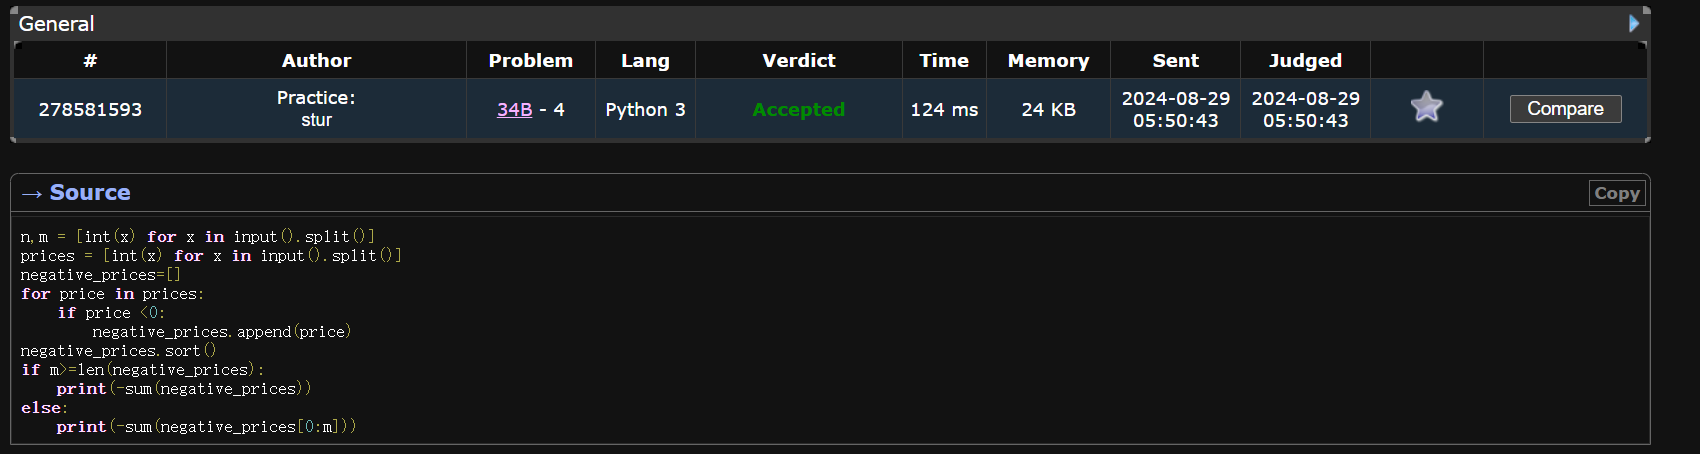 General
# Author Problem Lang Verdict Time Memory Sent Judged
278581593 Practice: stur 34B - 4 Python 3 Accepted 124 ms 24 KB 2024-08-29 05:50:43 2024-08-29 05:50:43 Compare
→ Source Copy
n,m = [int(x) for x in input().split()]
prices = [int(x) for x in input().split()]
negative_prices=[]
for price in prices:
    if price <0:
        negative_prices.append(price)
negative_prices.sort()
if m>=len(negative_prices):
    print(-sum(negative_prices))
else:
    print(-sum(negative_prices[0:m]))